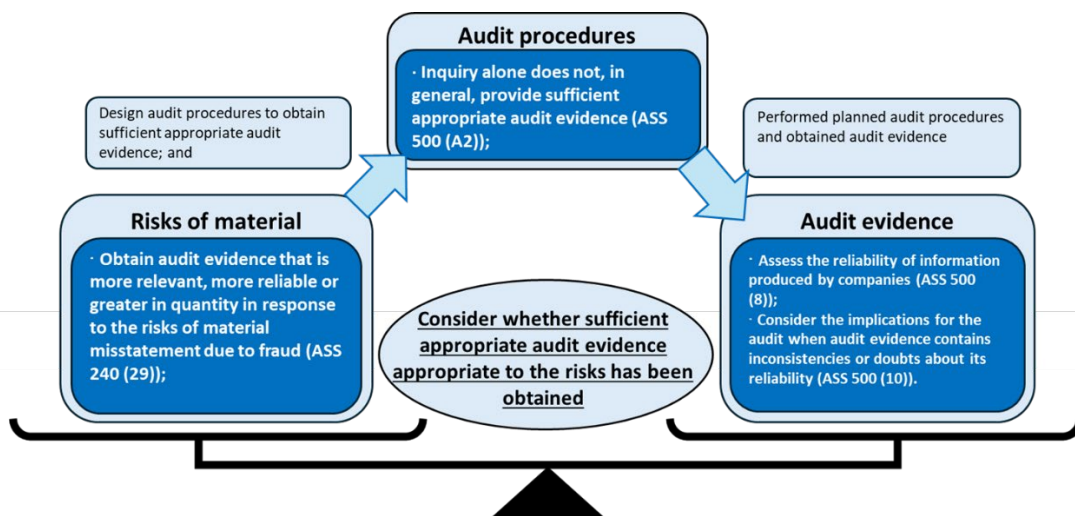 Audit procedures
· Inquiry alone does not, in
general, provide sufficient
appropriate audit evidence (ASS
500 (A2));
Design audit procedures to obtain
sufficient appropriate audit
evidence; and
Performed planned audit procedures
and obtained audit evidence
Risks of material
· Obtain audit evidence that is
more relevant, more reliable or
greater in quantity in response
to the risks of material
misstatement due to fraud (ASS
240 (29));
Consider whether sufficient
appropriate audit evidence
appropriate to the risks has been
obtained
Audit evidence
· Assess the reliability of information
produced by companies (ASS 500
(8));
· Consider the implications for the
audit when audit evidence contains
inconsistencies or doubts about its
reliability (ASS 500 (10)).